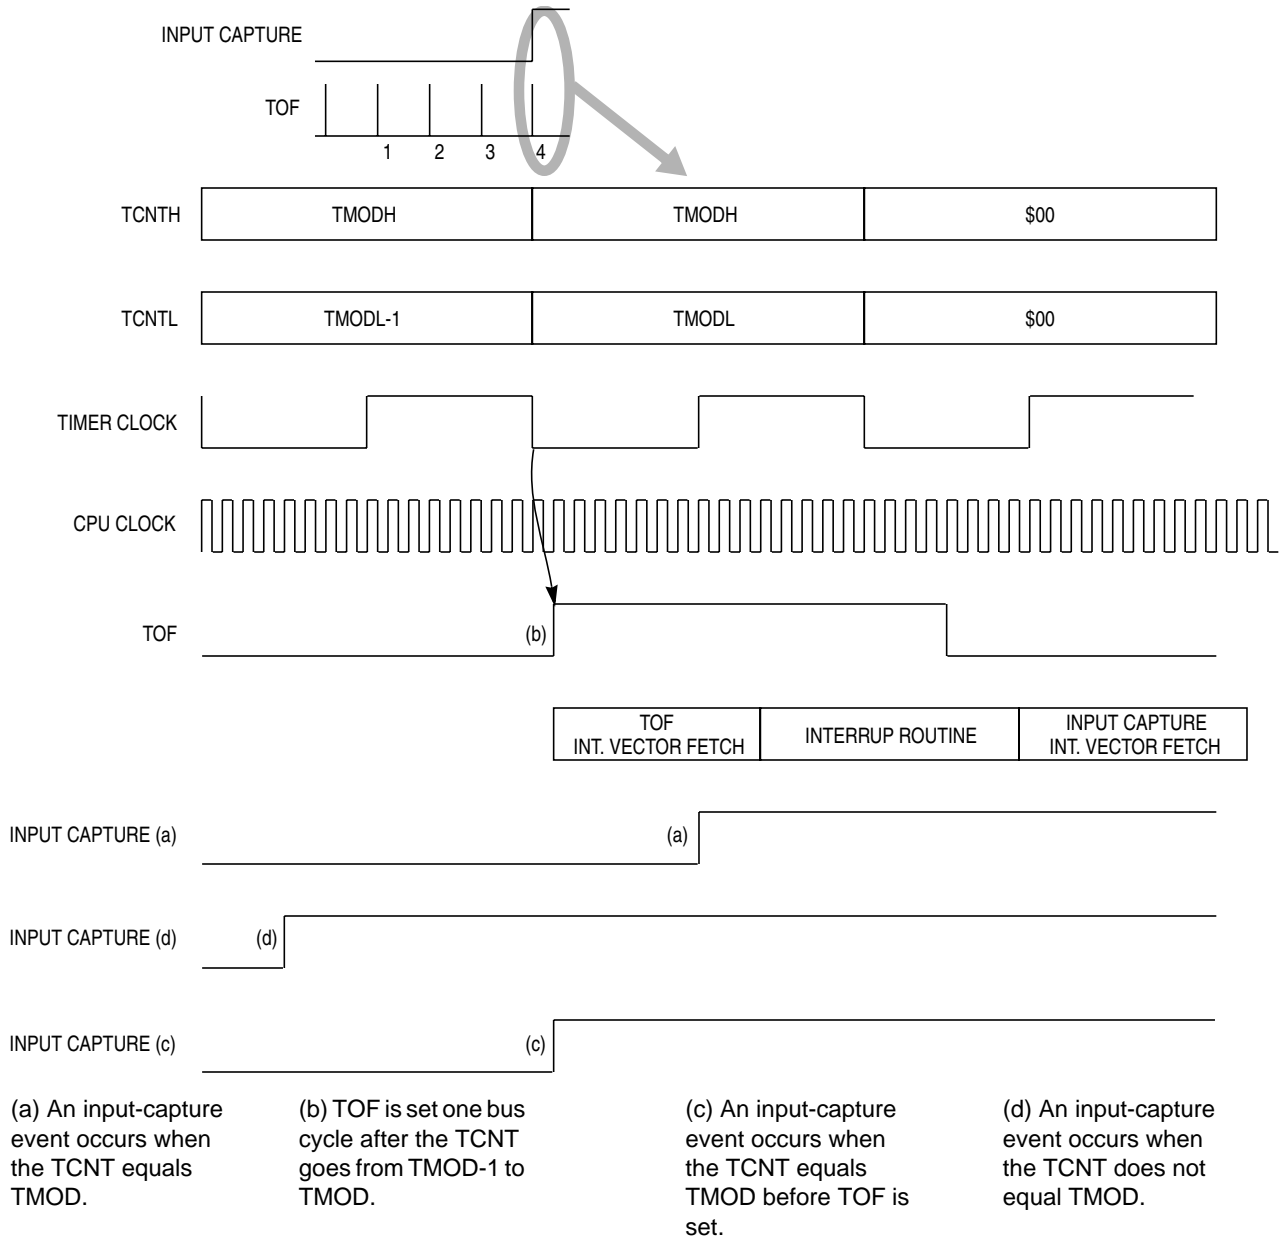 INPUT CAPTURE
TOF
1 2 3 4
TCNTH TMODH TMODH $00
TCNTL TMODL-1 TMODL $00
TIMER CLOCK
CPU CLOCK
TOF (b)
TOF
INT. VECTOR FETCH
INTERRUP ROUTINE
INPUT CAPTURE
INT. VECTOR FETCH
INPUT CAPTURE (a) (a)
INPUT CAPTURE (d) (d)
INPUT CAPTURE (c) (c)
(a) An input-capture
event occurs when
the TCNT equals
TMOD.
(b) TOF is set one bus
cycle after the TCNT
goes from TMOD-1 to
TMOD.
(c) An input-capture
event occurs when
the TCNT equals
TMOD before TOF is
set.
(d) An input-capture
event occurs when
the TCNT does not
equal TMOD.